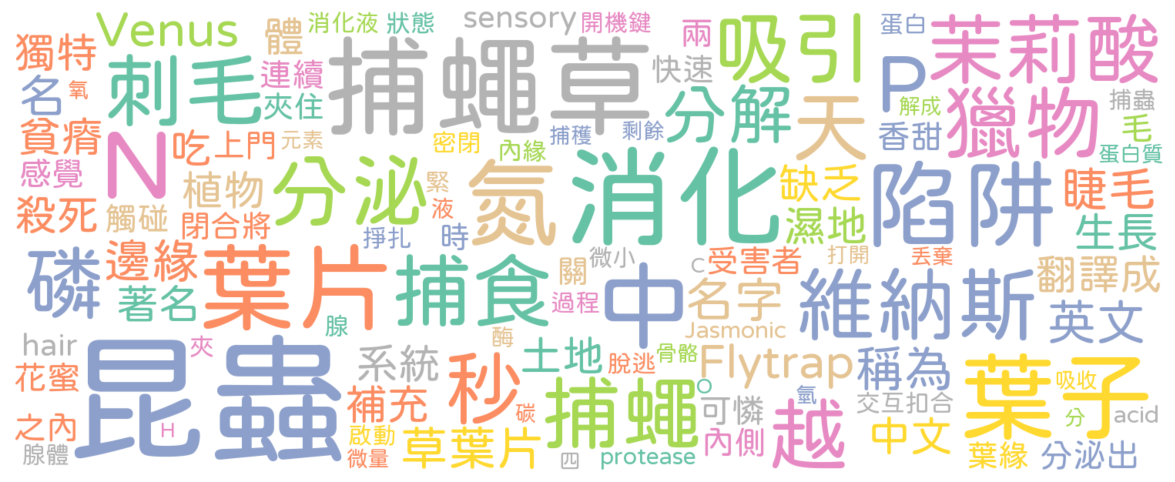 獨特 Venus 體 消化液 狀態 捕蠅草 sensory 開機鍵 兩 吸引 蛋白 茉莉酸
名 氧 刺毛 連續 夾住 快速 分解 天 P 解成 香甜 獵物 捕蟲 毛 蛋白質
貧瘠 N 吃 上門 元素 密閉 內緣 捕穫 剩餘
感覺 植物 分泌 氮 緊 液 消化 缺乏 陷阱 睫毛
殺死 觸碰 閉合將 掙扎 時 濕地 生長
磷 邊緣 著名 葉片 捕食 腺 關 過程 微小 中 C 受害者 名字 打開 丟棄 維納斯 翻譯成 英文
Jasmonic
hair 夾 昆蟲 系統 秒 酶 土地 脫逃 骨骼 Flytrap 稱為 葉子 吸收
花蜜 補充 碳 捕蠅 O 可憐 氫 交互扣合 分 acid
之內 H 啟動 草葉片 內側 越 中文
腺體 微量 四 protease 葉緣 分泌出